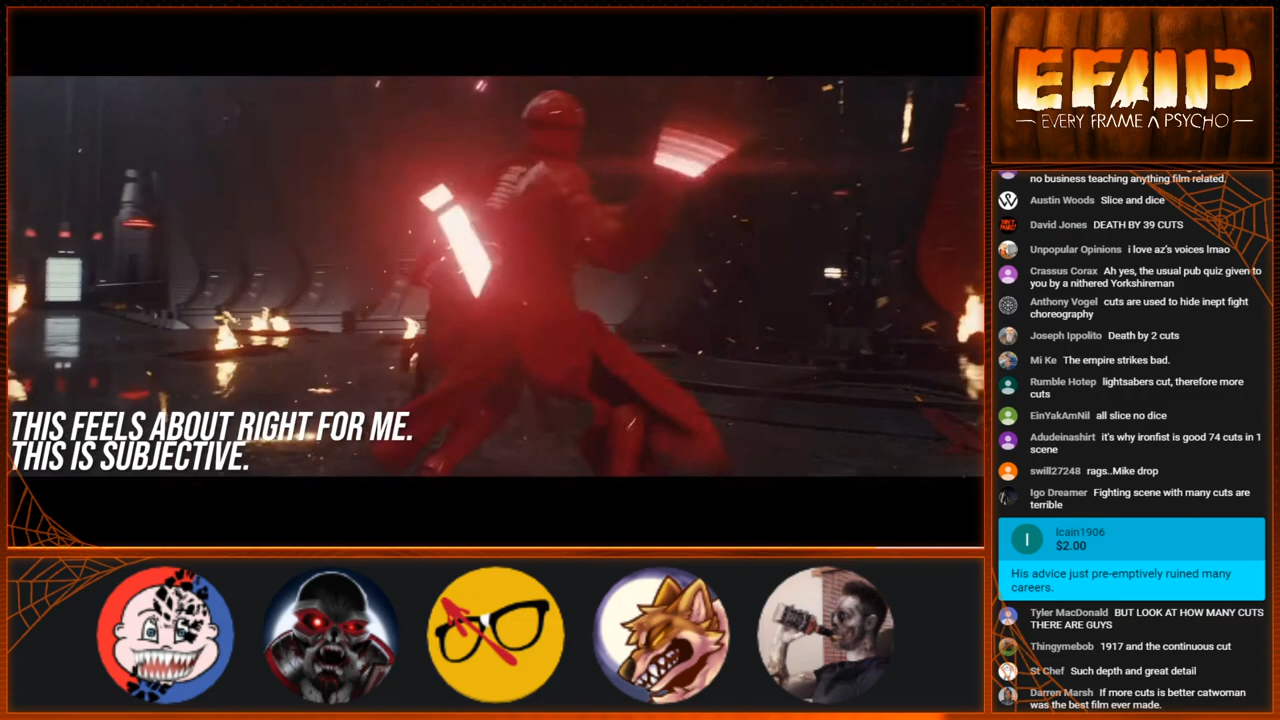 THIS FEELS ABOUT RIGHT FOR ME.
THIS IS SUBJECTIVE.
EFAP
EVERY FRAME A PSYCHO
no business teaching anything film related.
Austin Woods Slice and dice
David Jones DEATH BY 39 CUTS
Unpopular Opinions i love az's voices lmao
Crassus Corax Ah yes, the usual pub quiz given to
you by a nithered Yorkshireman
Anthony Vogel cuts are used to hide inept fight
choreography
Joseph Ippolito Death by 2 cuts
Mi Ke The empire strikes bad.
Rumble Hotep lightsabers cut, therefore more
cuts
EinYakAmNil all slice no dice
Adudeinashirt it's why ironfist is good 74 cuts in 1
scene
swill27248 rags..Mike drop
Igo Dreamer Fighting scene with many cuts are
terrible
I
lcain1906
$2.00
His advice just pre-emptively ruined many
careers.
Tyler MacDonald BUT LOOK AT HOW MANY CUTS
THERE ARE GUYS
Thingymebob 1917 and the continuous cut
St Chef Such depth and great detail
Darren Marsh If more cuts is better catwoman
was the best film ever made.